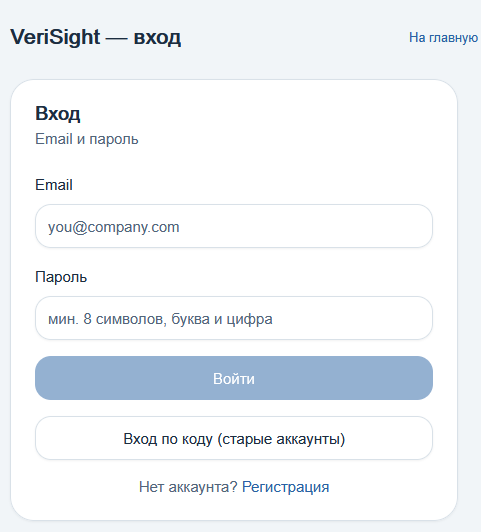 VeriSight — вход
На главную
Вход
Email и пароль
Email
you@company.com
Пароль
мин. 8 символов, буква и цифра
Войти
Вход по коду (старые аккаунты)
Нет аккаунта? Регистрация